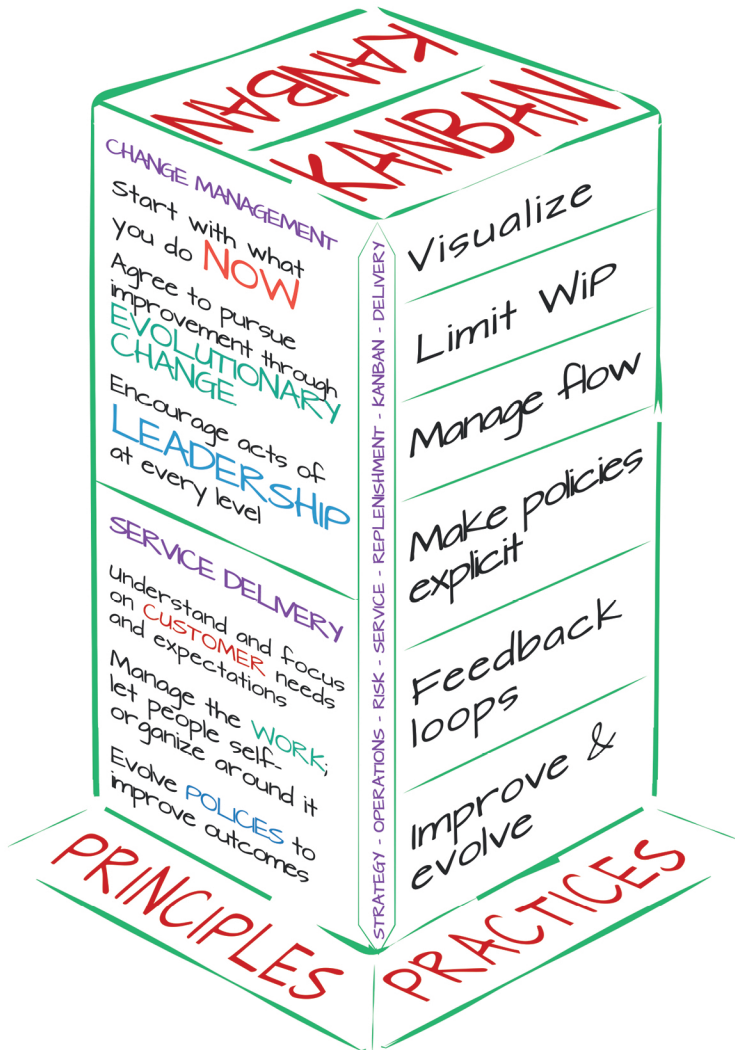 KANBAN
KANBAN
CHANGE MANAGEMENT
Start with what
you do NOW
Agree to pursue
improvement through
EVOLUTIONARY
CHANGE
Encourage acts of
LEADERSHIP
at every level
SERVICE DELIVERY
Understand and focus
on CUSTOMER needs
and expectations
Manage the WORK;
let people self-
organize around it
Evolve POLICIES to
improve outcomes
STRATEGY - OPERATIONS - RISK - SERVICE - REPLENISHMENT - KANBAN - DELIVERY
Visualize
Limit WiP
Manage flow
Make policies
explicit
Feedback
loops
Improve &
evolve
PRINCIPLES
PRACTICES